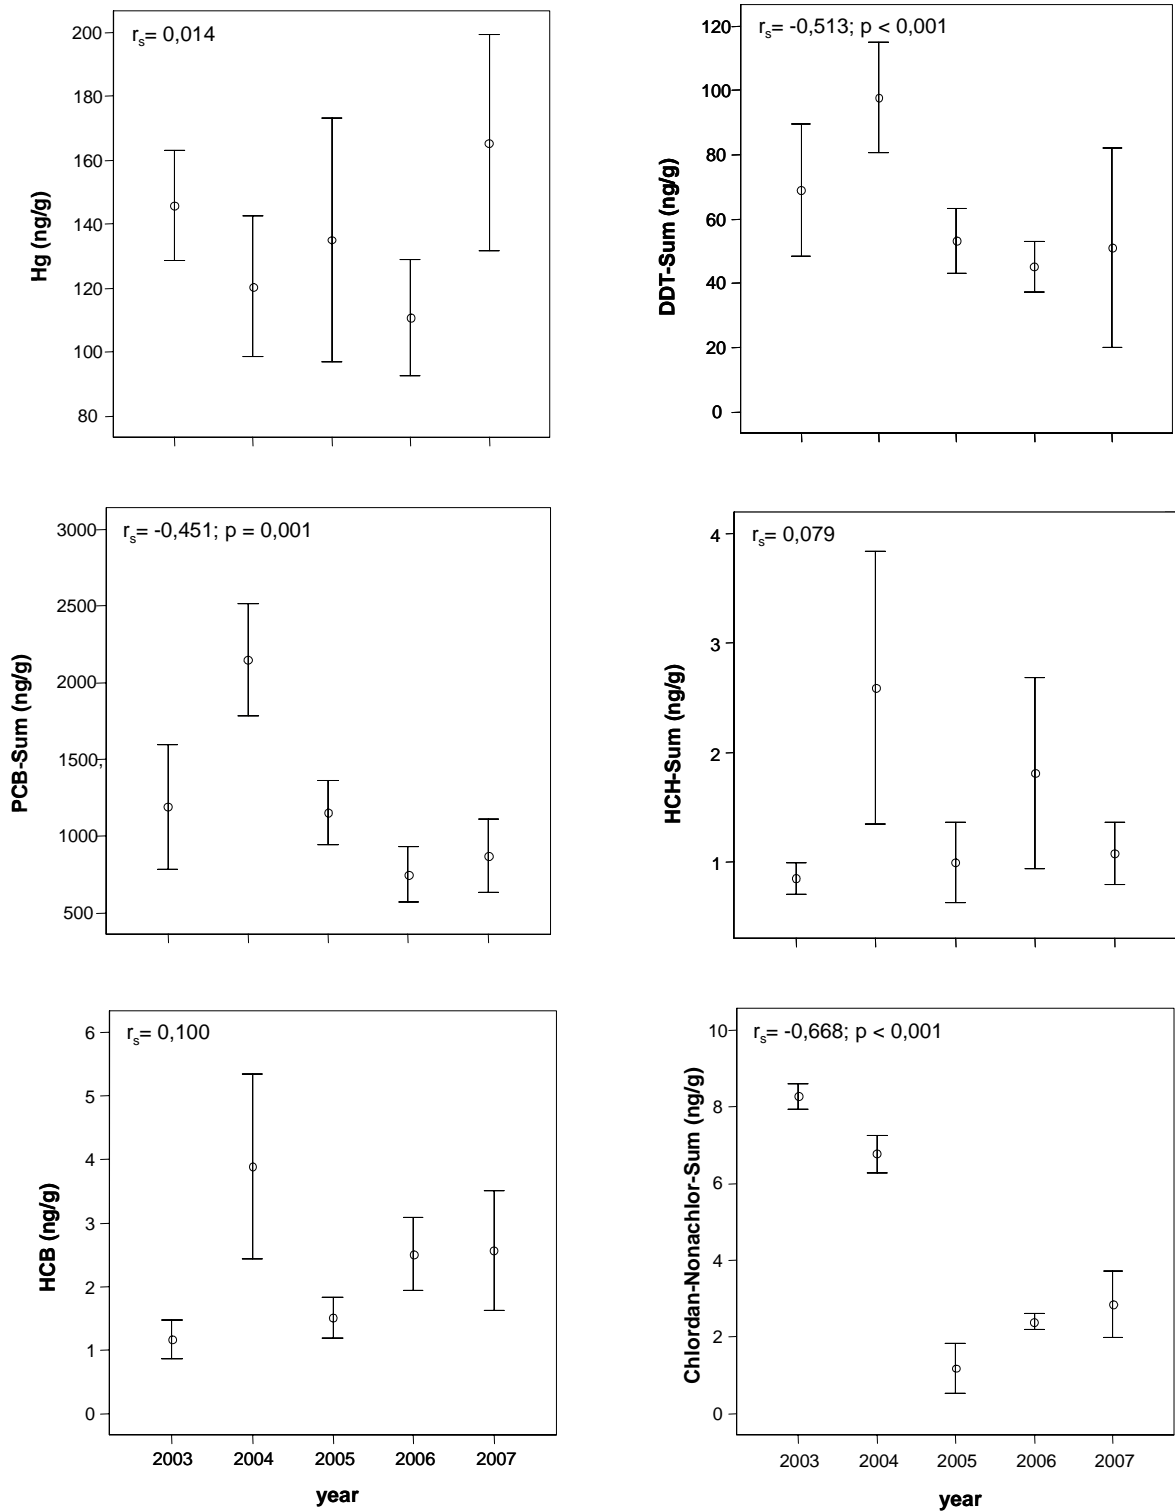 rs= 0,014
200
180
160
140
120
100
80
Hg (ng/g)
rs= -0,513; p < 0,001
120
100
80
60
40
20
0
DDT-Sum (ng/g)
rs= -0,451; p = 0,001
3000
2500
2000
1500,
1000
500
PCB-Sum (ng/g)
rs= 0,079
4
3
2
1
HCH-Sum (ng/g)
rs= 0,100
6
5
4
3
2
1
0
HCB (ng/g)
2003 2004 2005 2006 2007
year
rs= -0,668; p < 0,001
10
8
6
4
2
0
Chlordan-Nonachlor-Sum (ng/g)
2003 2004 2005 2006 2007
year